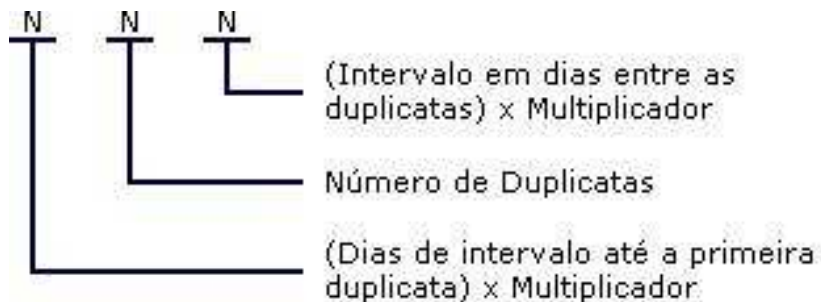 N N N
(Intervalo em dias entre as
duplicatas) x Multiplicador
Número de Duplicatas
(Dias de intervalo até a primeira
duplicata) x Multiplicador